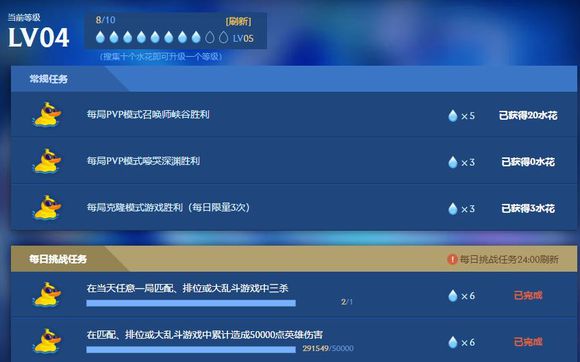 当前等级
LV04
8/10 [刷新]
LV05
(搜集十个水花即可升级一个等级)
常规任务
每局PVP模式召唤师峡谷胜利 ×5 已获得20水花
每局PVP模式嚎哭深渊胜利 ×3 已获得0水花
每局克隆模式游戏胜利（每日限量3次） ×3 已获得3水花
每日挑战任务 每日挑战任务24:00刷新
在当天任意一局匹配、排位或大乱斗游戏中三杀 ×6 已完成
2/1
在匹配、排位或大乱斗游戏中累计造成50000点英雄伤害 ×6 已完成
291549/50000